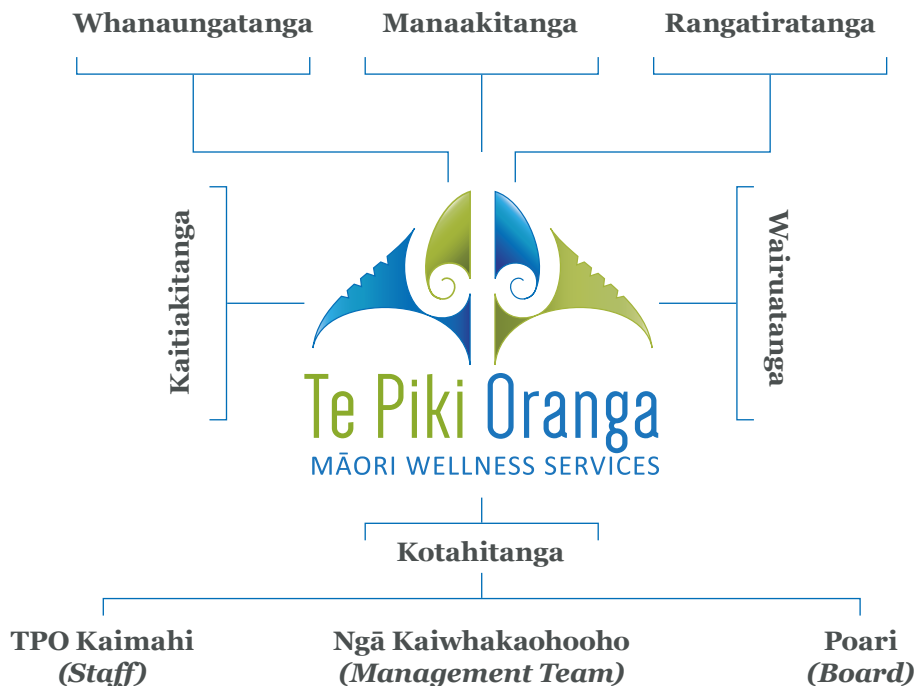 Whanaungatanga
Manaakitanga
Rangatiratanga
Kaitiakitanga
Wairuatanga
Te Piki Oranga
MĀORI WELLNESS SERVICES
Kotahitanga
TPO Kaimahi
(Staff)
Ngā Kaiwhakaohooho
(Management Team)
Poari
(Board)